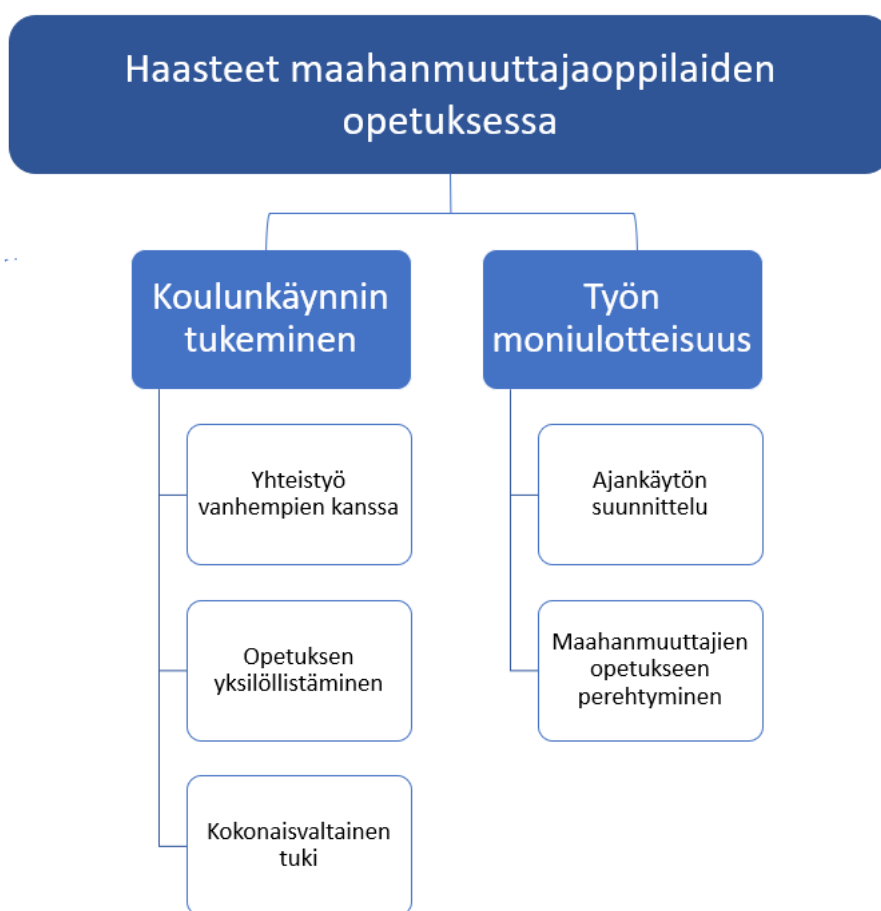 Haasteet maahanmuuttajaoppilaiden
opetuksessa
Koulunkäynnin
tukeminen
Yhteistyö
vanhempien kanssa
Opetuksen
yksilöllistäminen
Kokonaisvaltainen
tuki
Työn
moniulotteisuus
Ajankäytön
suunnittelu
Maahanmuuttajien
opetukseen
perehtyminen